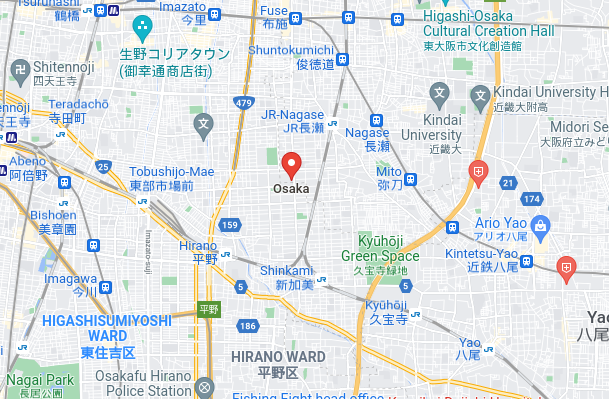 Tsuruhashi
鶴橋
Imazato
今里
Fuse
布施
Higashi-Osaka
Cultural Creation Hall
東大阪市文化創造館
生野コリアタウン
(御幸通商店街)
Shuntokumichi
俊徳道
Shitennoji
四天王寺
479
Kindai University H
近畿大附高
Teradachō
寺田町
JR-Nagase
JR長瀬
Kindai
University
近畿大
Nagase
長瀬
Midori Se
大阪府立みど
Abeno
阿倍野
25
Tobushijo-Mae
東部市場前
Osaka
Mito
弥刀
21
174
Bishoen
美章園
159
Ario Yao
アリオ八尾
Imazato-suji
Hirano
平野
Kyūhōji
Green Space
久宝寺緑地
Kintetsu-Yao
近鉄八尾
Imagawa
今川
Shinkami
新加美
5
5
Kyūhōji
久宝寺
平野
HIGASHISUMIYOSHI
WARD
東住吉区
186
Yao
八尾
Yao
八尾
HIRANO WARD
平野区
Nagai Park
長居公園
Osakafu Hirano
Police Station
Fishing Fight head office